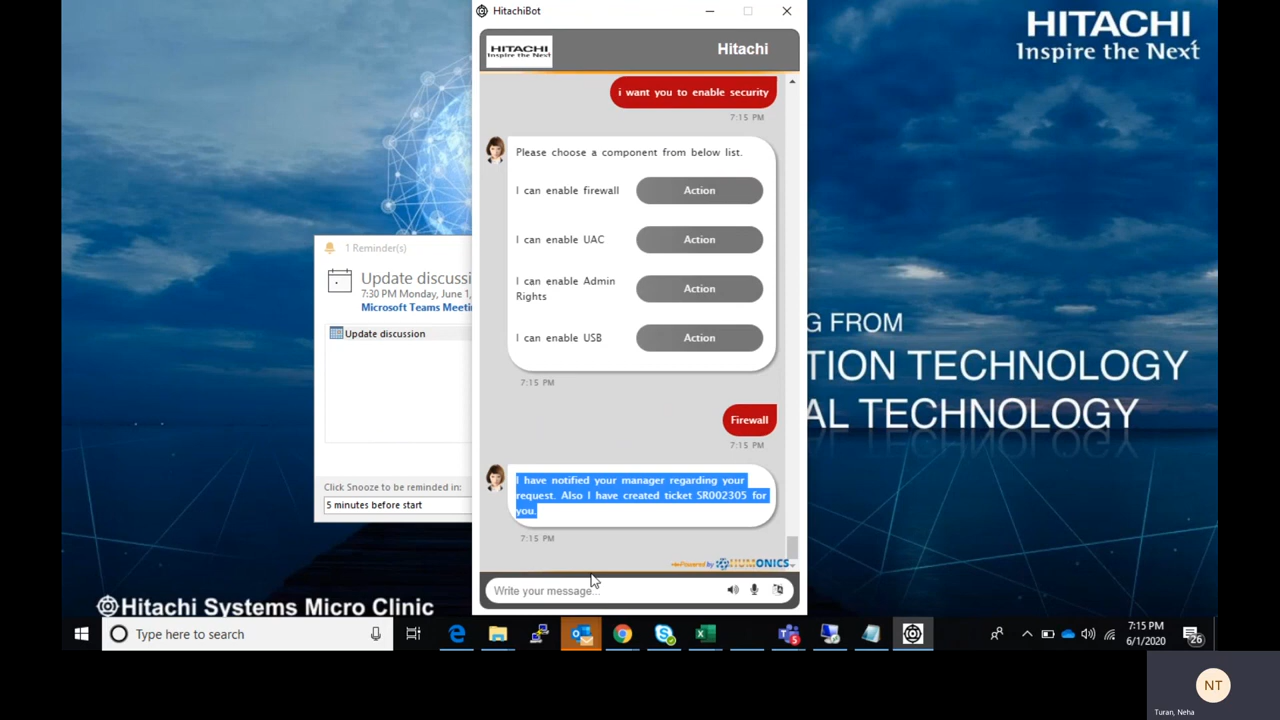 HitachiBot
HITACHI
Inspire the Next
Hitachi
HITACHI
Inspire the Next
i want you to enable security
7:15 PM
Please choose a component from below list.
I can enable firewall
Action
I can enable UAC
Action
I can enable Admin
Rights
Action
I can enable USB
Action
7:15 PM
Firewall
7:15 PM
I have notified your manager regarding your
request. Also I have created ticket SR002305 for
you.
7:15 PM
Powered by HUMONICS
Write your message...
1 Reminder(s)
Update discussi
7:30 PM Monday, June 1,
Microsoft Teams Meeti
Update discussion
Click Snooze to be reminded in:
5 minutes before start
G FROM
TION TECHNOLOGY
AL TECHNOLOGY
Hitachi Systems Micro Clinic
Type here to search
5
7:15 PM
6/1/2020
26
NT
Turan, Neha